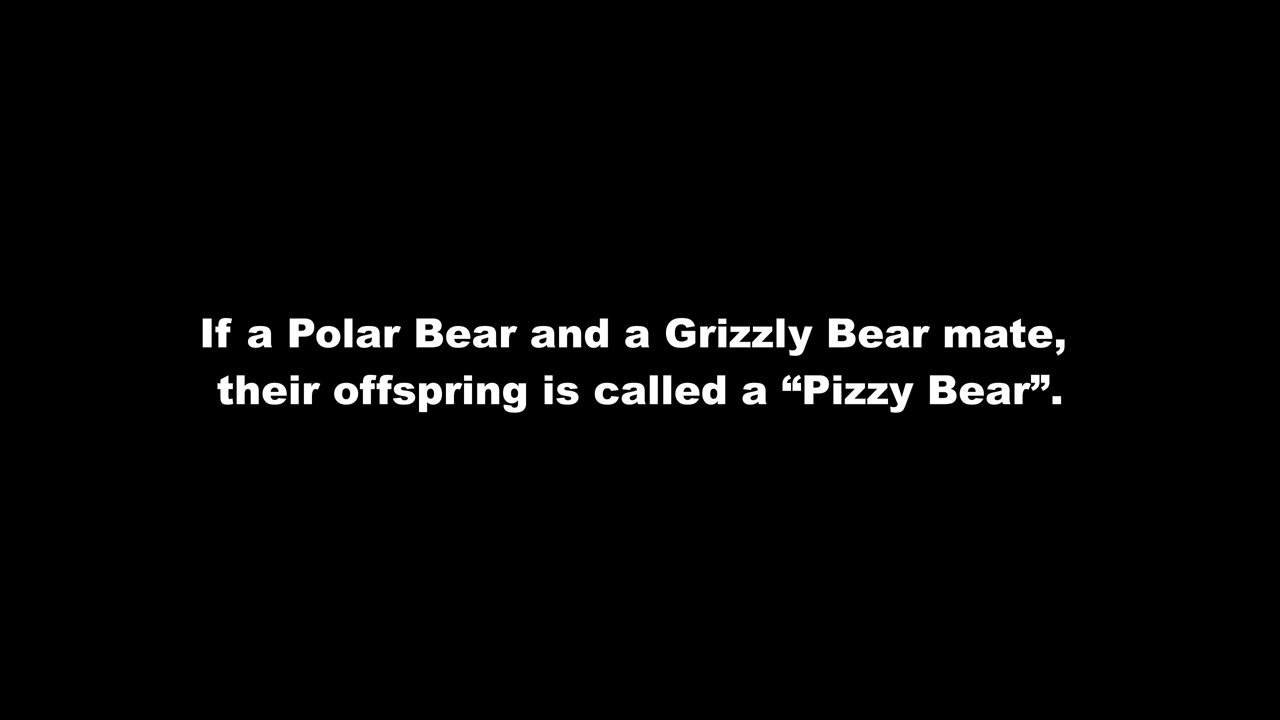 If a Polar Bear and a Grizzly Bear mate,
their offspring is called a “Pizzy Bear”.